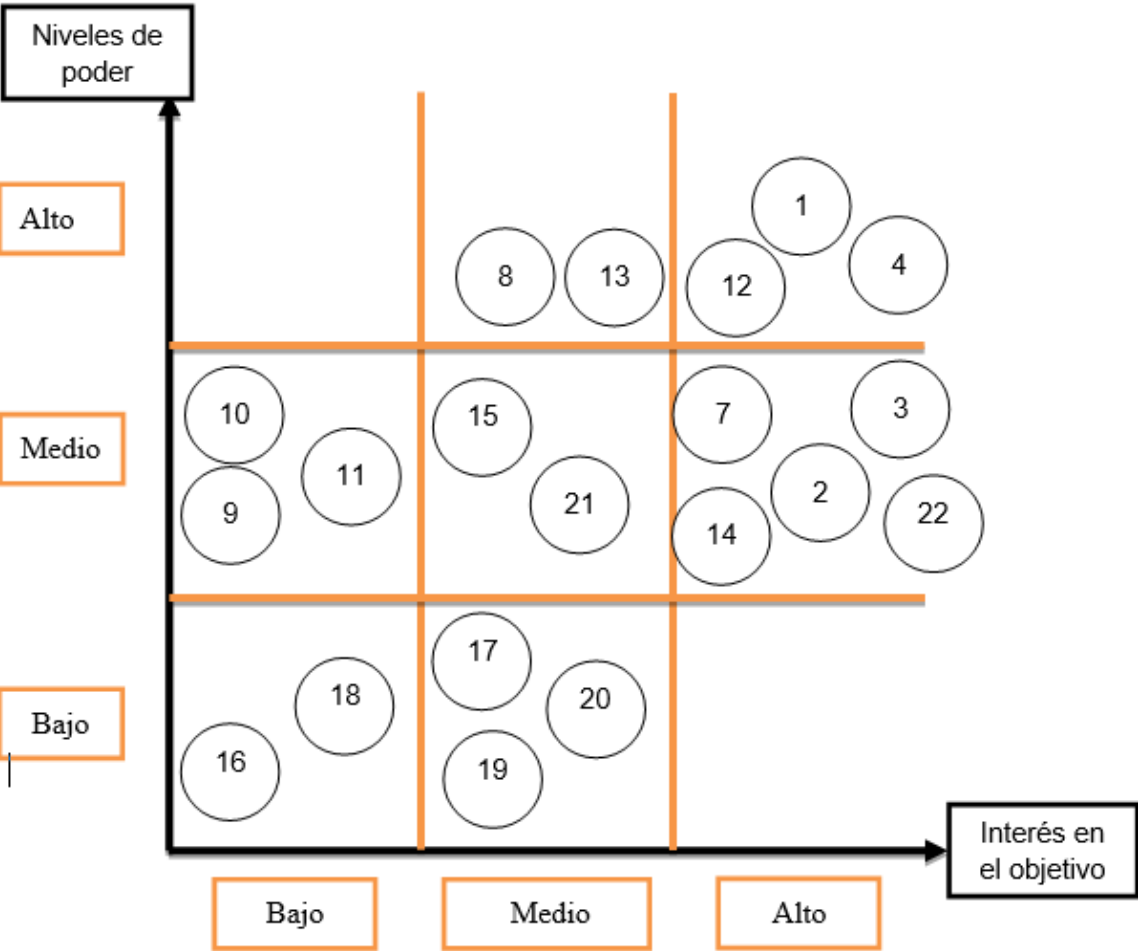 Niveles de
poder
Alto
1
4
8
13
12
Medio
10
15
7
3
11
9
21
2
14
22
Bajo
17
18
20
16
19
Interés en
el objetivo
Bajo
Medio
Alto